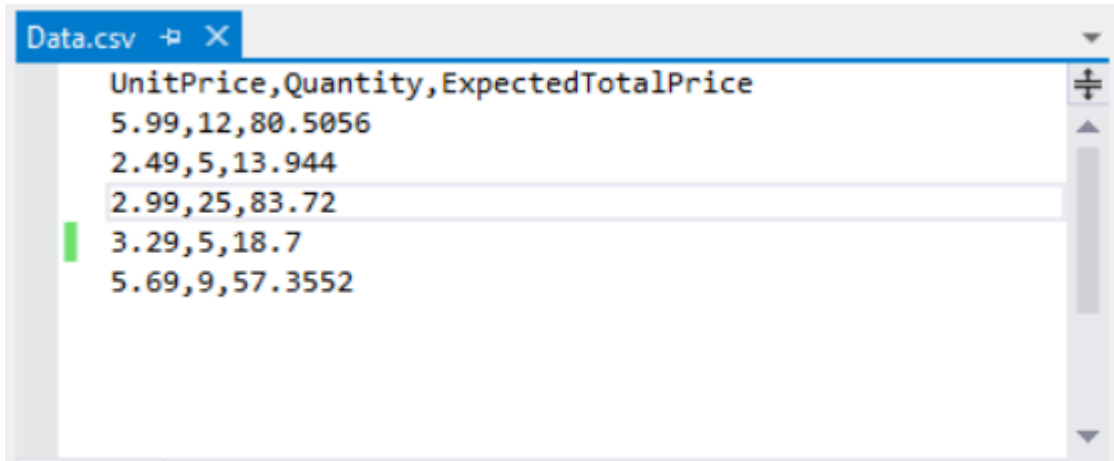 Data.csv
UnitPrice,Quantity,ExpectedTotalPrice
5.99,12,80.5056
2.49,5,13.944
2.99,25,83.72
3.29,5,18.7
5.69,9,57.3552